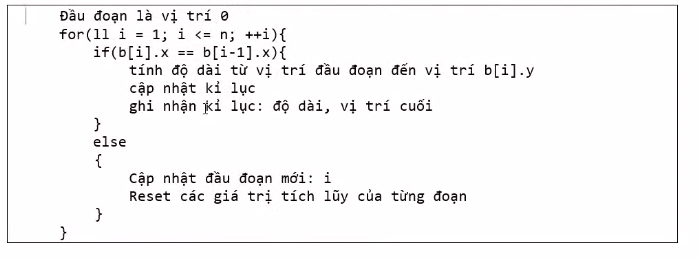 Đầu đoạn là vị trí 0
for(ll i = 1; i <= n; ++i){
if(b[i].x == b[i-1].x){
tính độ dài từ vị trí đầu đoạn đến vị trí b[i].y
cập nhật kỉ lục
ghi nhận kỉ lục: độ dài, vị trí cuối
}
else
{
Cập nhật đầu đoạn mới: i
Reset các giá trị tích lũy của từng đoạn
}
}